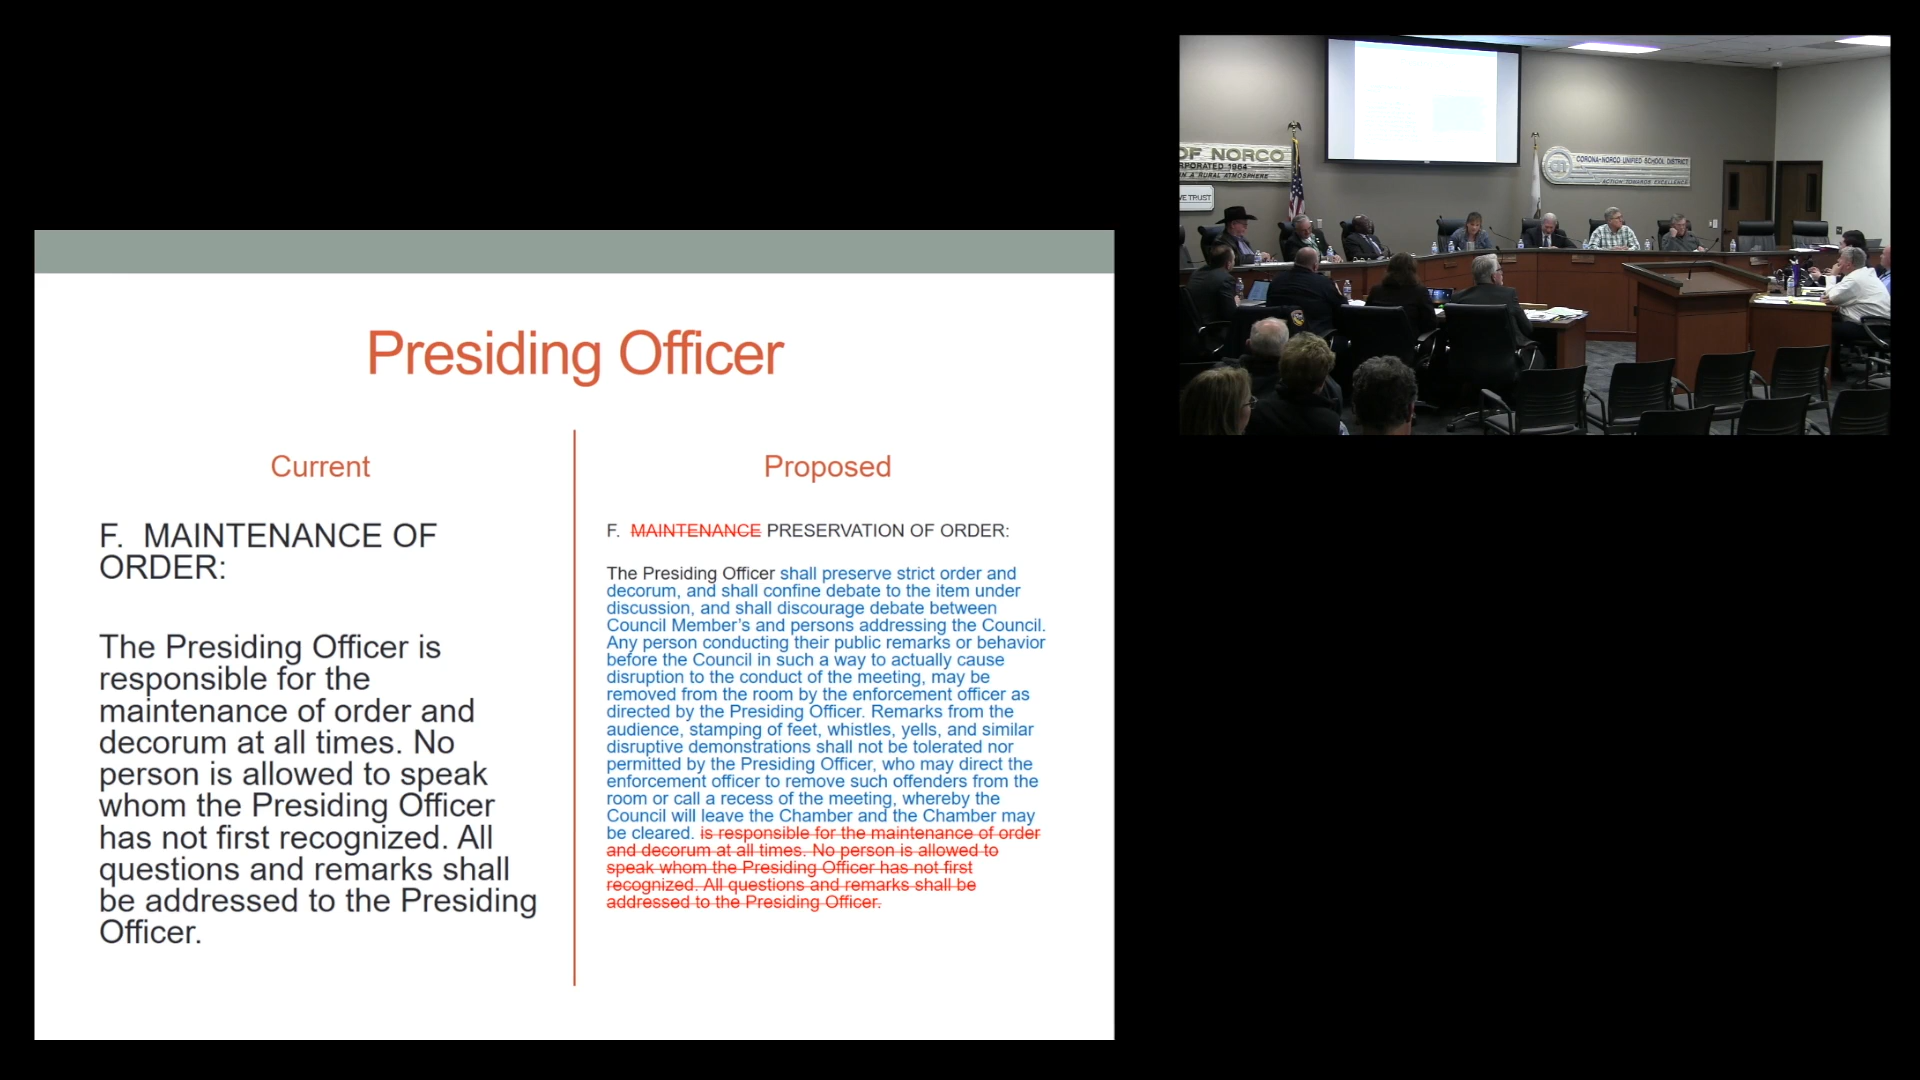 Presiding Officer
Current
F. MAINTENANCE OF
ORDER:
The Presiding Officer is
responsible for the
maintenance of order and
decorum at all times. No
person is allowed to speak
whom the Presiding Officer
has not first recognized. All
questions and remarks shall
be addressed to the Presiding
Officer.
Proposed
F. MAINTENANCE PRESERVATION OF ORDER:
The Presiding Officer shall preserve strict order and
decorum, and shall confine debate to the item under
discussion, and shall discourage debate between
Council Member's and persons addressing the Council.
Any person conducting their public remarks or behavior
before the Council in such a way to actually cause
disruption to the conduct of the meeting, may be
removed from the room by the enforcement officer as
directed by the Presiding Officer. Remarks from the
audience, stamping of feet, whistles, yells, and similar
disruptive demonstrations shall not be tolerated nor
permitted by the Presiding Officer, who may direct the
enforcement officer to remove such offenders from the
room or call a recess of the meeting, whereby the
Council will leave the Chamber and the Chamber may
be cleared. is responsible for the maintenance of order
and decorum at all times. No person is allowed to
speak whom the Presiding Officer has not first
recognized. All questions and remarks shall be
addressed to the Presiding Officer.
OF NORCO
RPORATED 1964
IN A RURAL ATMOSPHERE
WE TRUST
CORONA-NORCO UNIFIED SCHOOL DISTRICT
ACTION TOWARDS EXCELLENCE